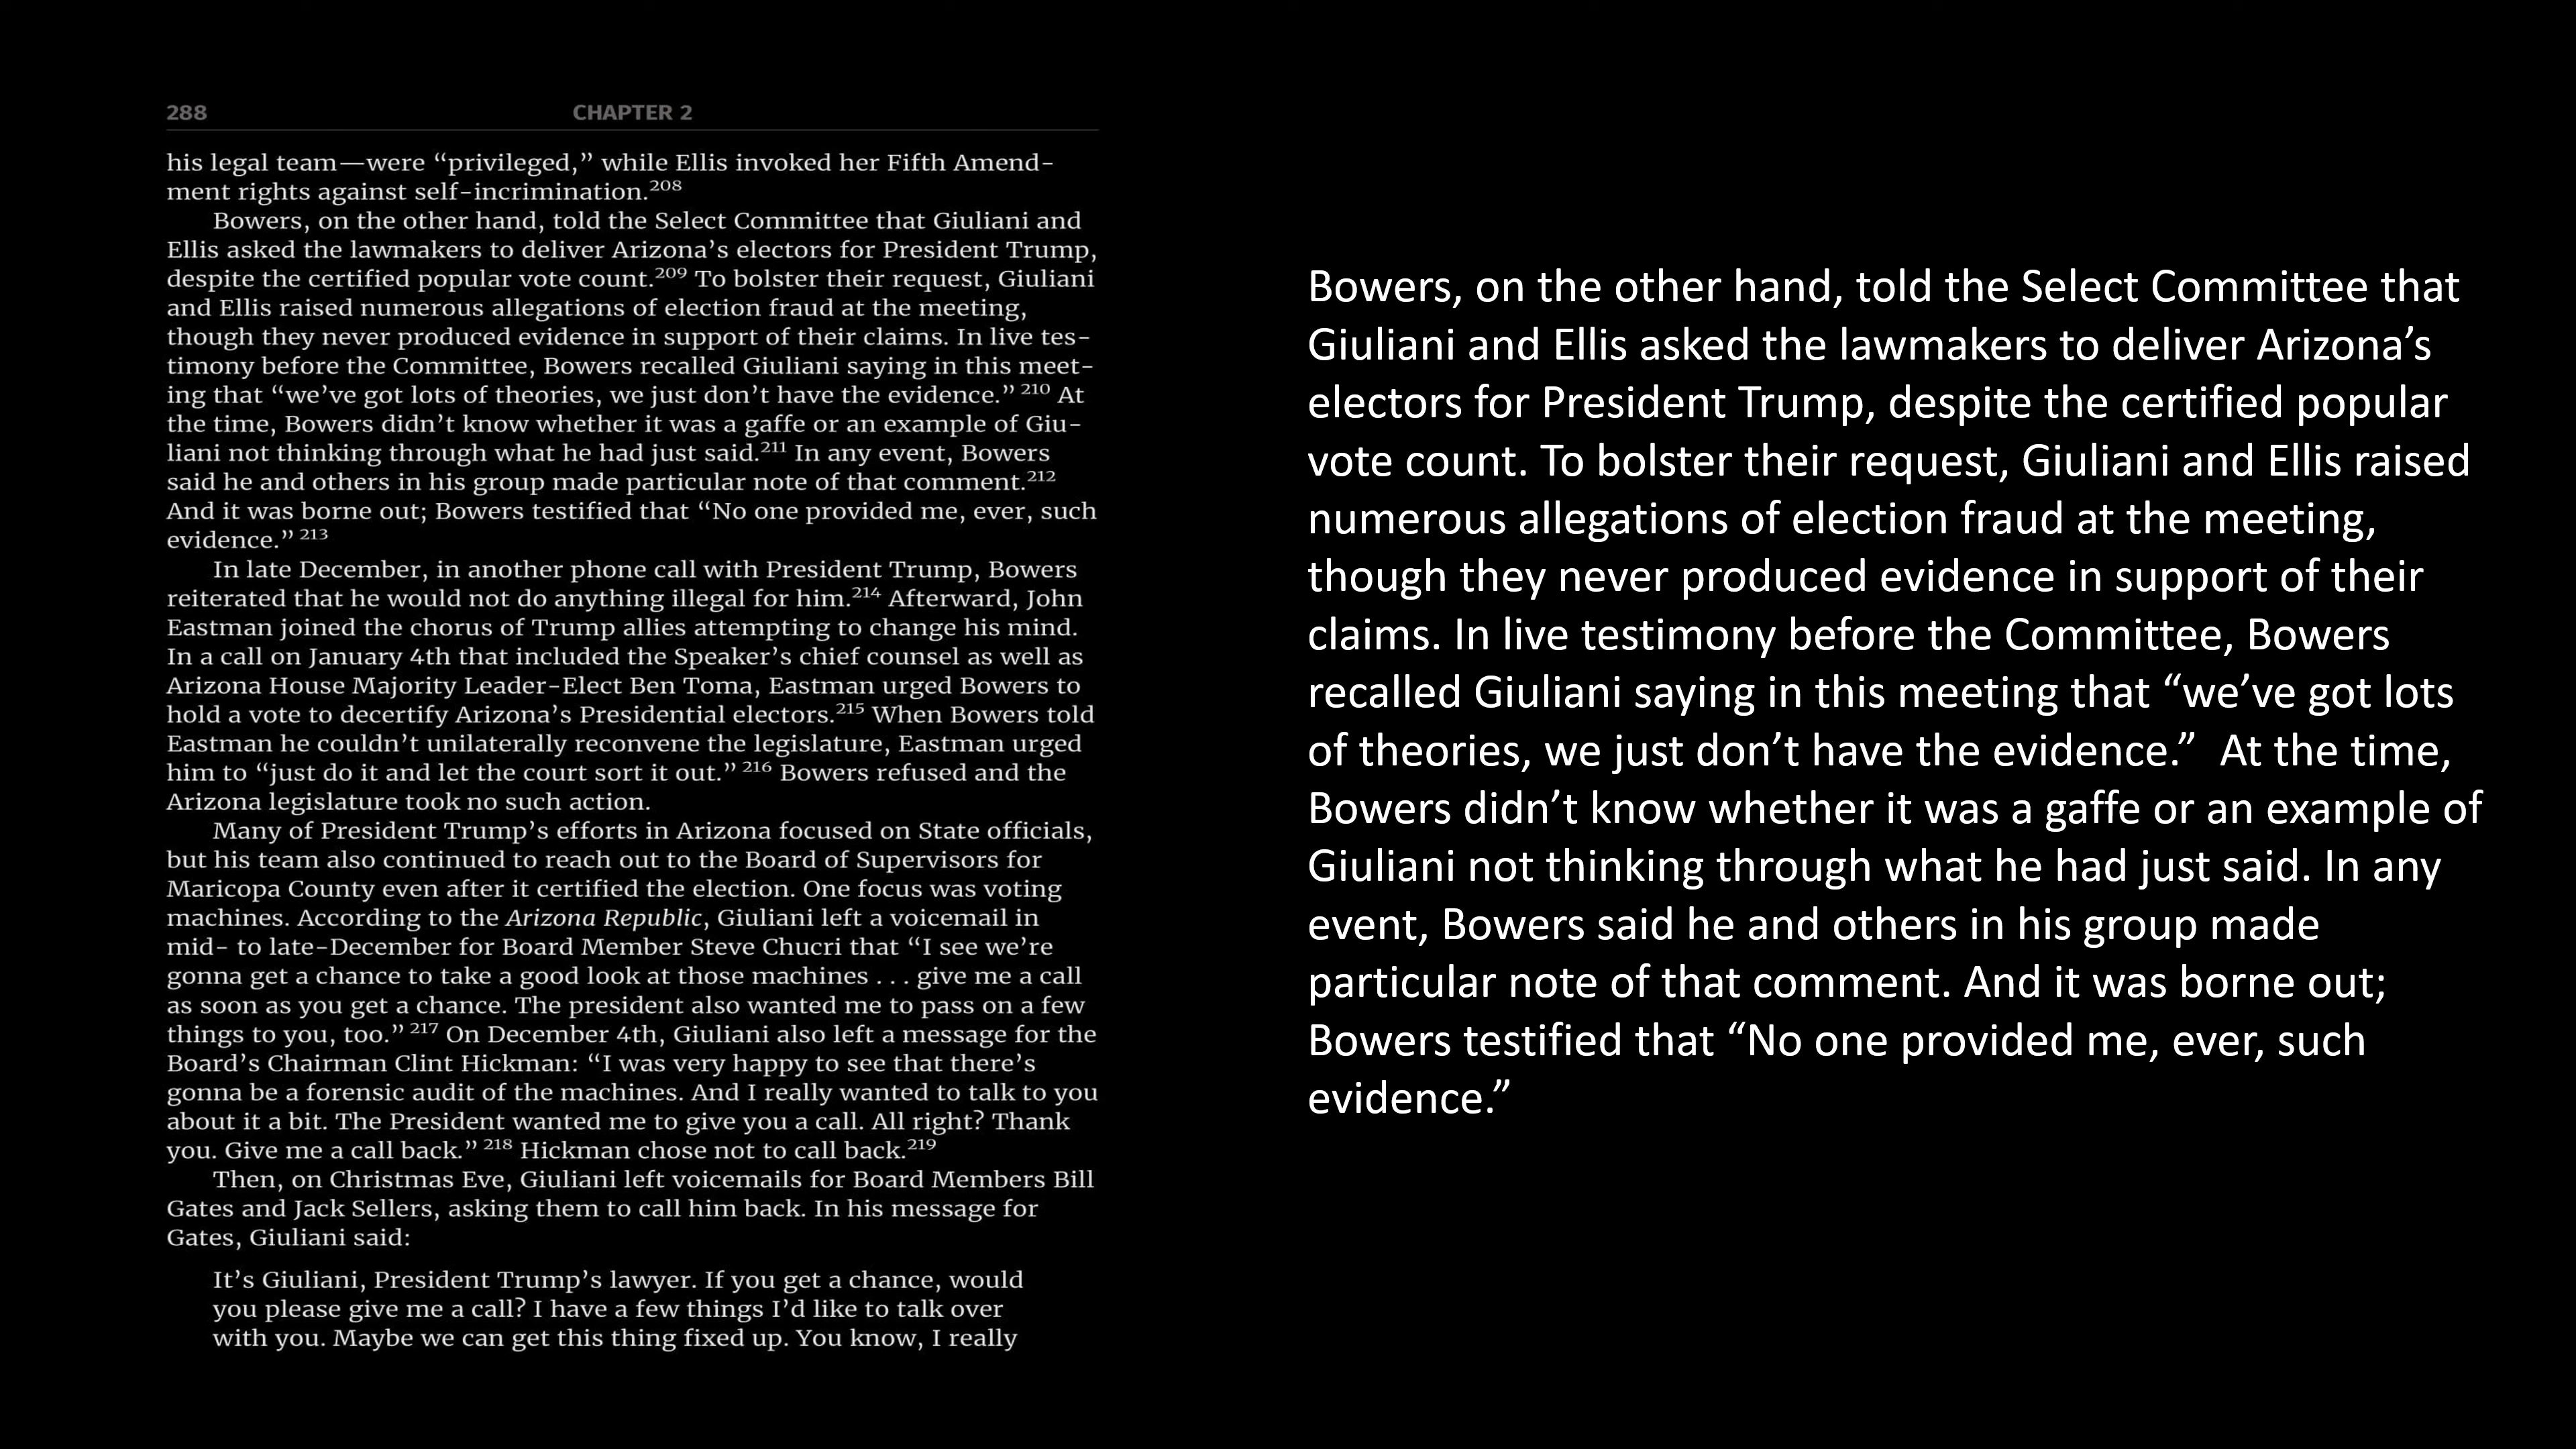 288
CHAPTER 2
his legal team—were “privileged,” while Ellis invoked her Fifth Amend-
ment rights against self-incrimination.208
Bowers, on the other hand, told the Select Committee that Giuliani and
Ellis asked the lawmakers to deliver Arizona’s electors for President Trump,
despite the certified popular vote count.209 To bolster their request, Giuliani
and Ellis raised numerous allegations of election fraud at the meeting,
though they never produced evidence in support of their claims. In live tes-
timony before the Committee, Bowers recalled Giuliani saying in this meet-
ing that “we’ve got lots of theories, we just don’t have the evidence.” 210 At
the time, Bowers didn’t know whether it was a gaffe or an example of Giu-
liani not thinking through what he had just said.211 In any event, Bowers
said he and others in his group made particular note of that comment.212
And it was borne out; Bowers testified that “No one provided me, ever, such
evidence.” 213
In late December, in another phone call with President Trump, Bowers
reiterated that he would not do anything illegal for him.214 Afterward, John
Eastman joined the chorus of Trump allies attempting to change his mind.
In a call on January 4th that included the Speaker’s chief counsel as well as
Arizona House Majority Leader-Elect Ben Toma, Eastman urged Bowers to
hold a vote to decertify Arizona’s Presidential electors.215 When Bowers told
Eastman he couldn’t unilaterally reconvene the legislature, Eastman urged
him to “just do it and let the court sort it out.” 216 Bowers refused and the
Arizona legislature took no such action.
Many of President Trump’s efforts in Arizona focused on State officials,
but his team also continued to reach out to the Board of Supervisors for
Maricopa County even after it certified the election. One focus was voting
machines. According to the Arizona Republic, Giuliani left a voicemail in
mid- to late-December for Board Member Steve Chucri that “I see we’re
gonna get a chance to take a good look at those machines . . . give me a call
as soon as you get a chance. The president also wanted me to pass on a few
things to you, too.” 217 On December 4th, Giuliani also left a message for the
Board’s Chairman Clint Hickman: “I was very happy to see that there’s
gonna be a forensic audit of the machines. And I really wanted to talk to you
about it a bit. The President wanted me to give you a call. All right? Thank
you. Give me a call back.” 218 Hickman chose not to call back.219
Then, on Christmas Eve, Giuliani left voicemails for Board Members Bill
Gates and Jack Sellers, asking them to call him back. In his message for
Gates, Giuliani said:
It’s Giuliani, President Trump’s lawyer. If you get a chance, would
you please give me a call? I have a few things I’d like to talk over
with you. Maybe we can get this thing fixed up. You know, I really
Bowers, on the other hand, told the Select Committee that
Giuliani and Ellis asked the lawmakers to deliver Arizona’s
electors for President Trump, despite the certified popular
vote count. To bolster their request, Giuliani and Ellis raised
numerous allegations of election fraud at the meeting,
though they never produced evidence in support of their
claims. In live testimony before the Committee, Bowers
recalled Giuliani saying in this meeting that “we’ve got lots
of theories, we just don’t have the evidence.”  At the time,
Bowers didn’t know whether it was a gaffe or an example of
Giuliani not thinking through what he had just said. In any
event, Bowers said he and others in his group made
particular note of that comment. And it was borne out;
Bowers testified that “No one provided me, ever, such
evidence.”